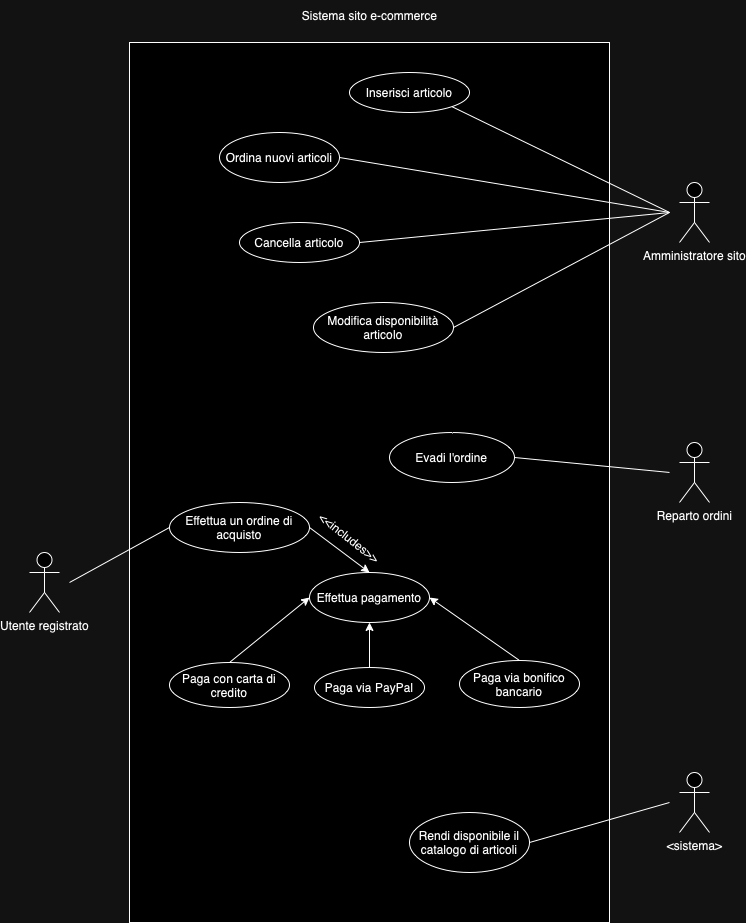 Sistema sito e-commerce
Inserisci articolo
Ordina nuovi articoli
Cancella articolo
Amministratore sito
Modifica disponibilità
articolo
Evadi l'ordine
Reparto ordini
Effettua un ordine di
acquisto
<<includes>>
Effettua pagamento
Utente registrato
Paga con carta di
credito
Paga via PayPal
Paga via bonifico
bancario
Rendi disponibile il
catalogo di articoli
<sistema>